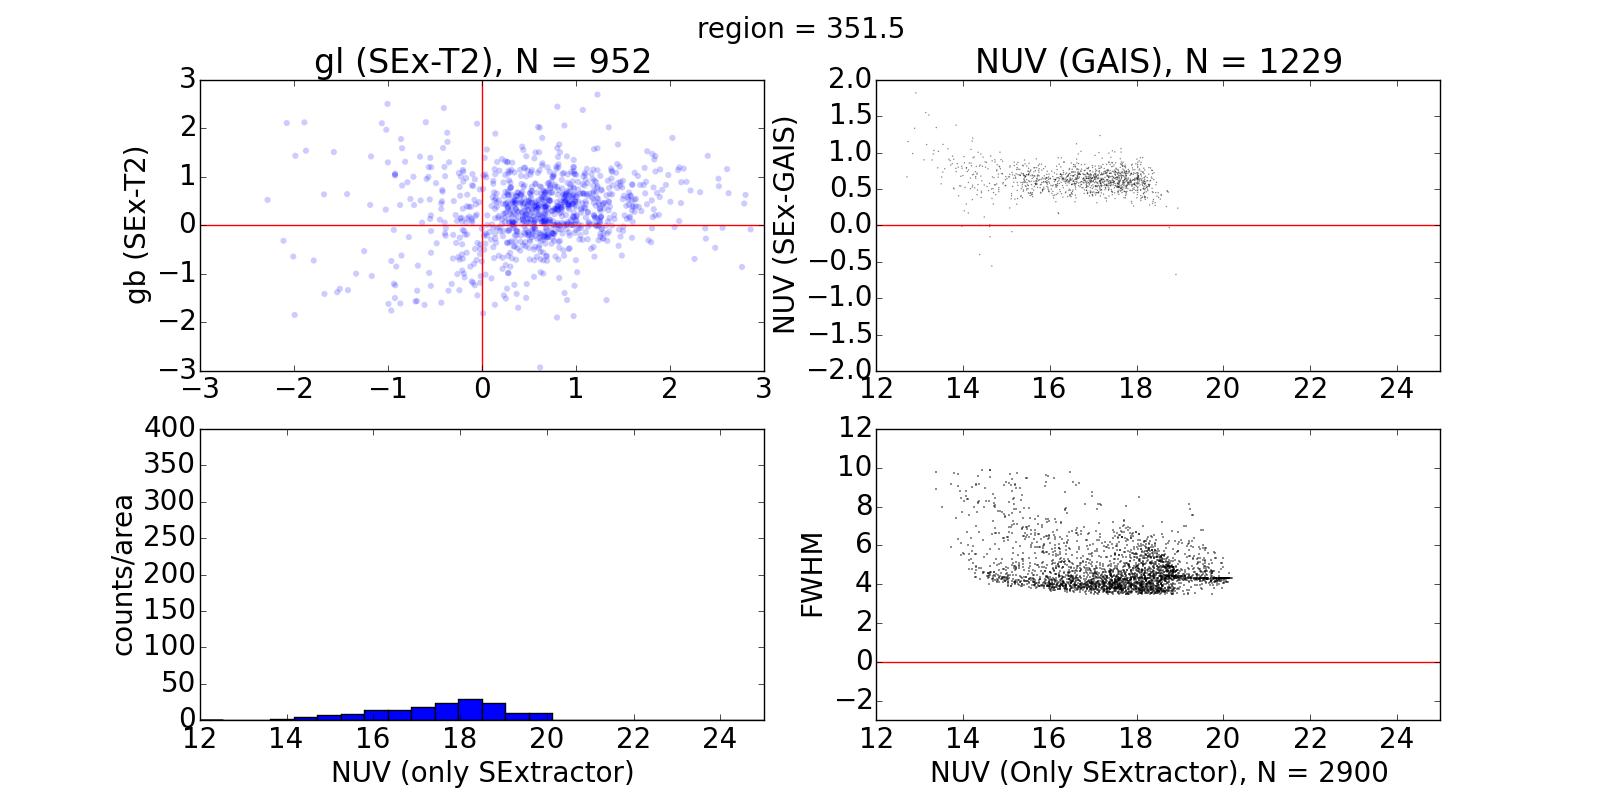 region = 351.5
gl (SEx-T2), N = 952
NUV (GAIS), N = 1229
3
2
1
0
−1
−2
−3
gb (SEx-T2)
−3 −2 −1 0 1 2 3
2.0
1.5
1.0
0.5
0.0
−0.5
−1.0
−1.5
−2.0
NUV (SEx-GAIS)
12 14 16 18 20 22 24
400
350
300
250
200
150
100
50
0
counts/area
12 14 16 18 20 22 24
NUV (only SExtractor)
12
10
8
6
4
2
0
−2
FWHM
12 14 16 18 20 22 24
NUV (Only SExtractor), N = 2900